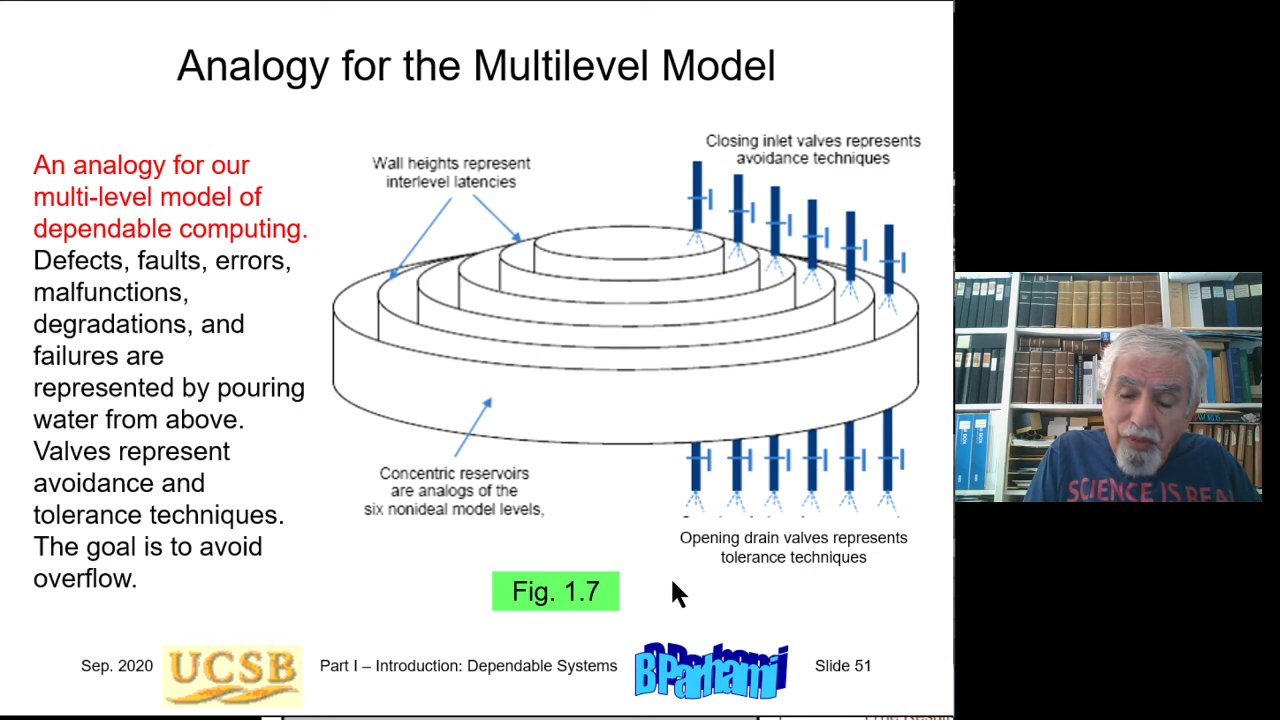 Analogy for the Multilevel Model
An analogy for our
multi-level model of
dependable computing.
Defects, faults, errors,
malfunctions,
degradations, and
failures are
represented by pouring
water from above.
Valves represent
avoidance and
tolerance techniques.
The goal is to avoid
overflow.
Wall heights represent
interlevel latencies
Closing inlet valves represents
avoidance techniques
Concentric reservoirs
are analogs of the
six nonideal model levels,
Opening drain valves represents
tolerance techniques
Fig. 1.7
Sep. 2020
UCSB
Part I – Introduction: Dependable Systems
B Parhami
Slide 51
SCIENCE IS REAL